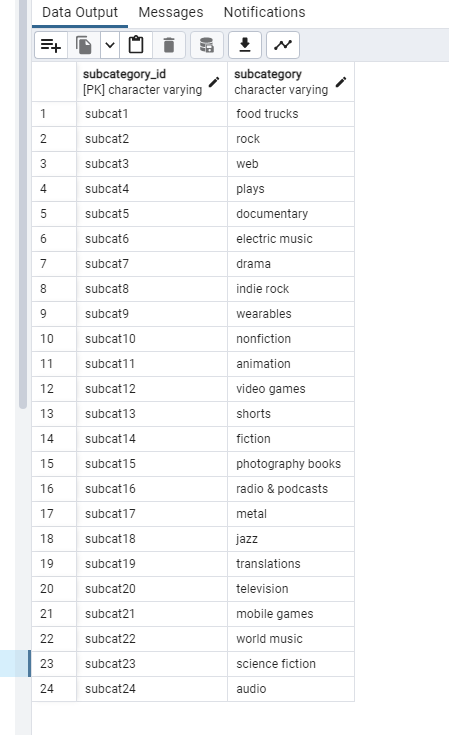 Data Output Messages Notifications
subcategory_id subcategory
[PK] character varying character varying
1 subcat1 food trucks
2 subcat2 rock
3 subcat3 web
4 subcat4 plays
5 subcat5 documentary
6 subcat6 electric music
7 subcat7 drama
8 subcat8 indie rock
9 subcat9 wearables
10 subcat10 nonfiction
11 subcat11 animation
12 subcat12 video games
13 subcat13 shorts
14 subcat14 fiction
15 subcat15 photography books
16 subcat16 radio & podcasts
17 subcat17 metal
18 subcat18 jazz
19 subcat19 translations
20 subcat20 television
21 subcat21 mobile games
22 subcat22 world music
23 subcat23 science fiction
24 subcat24 audio